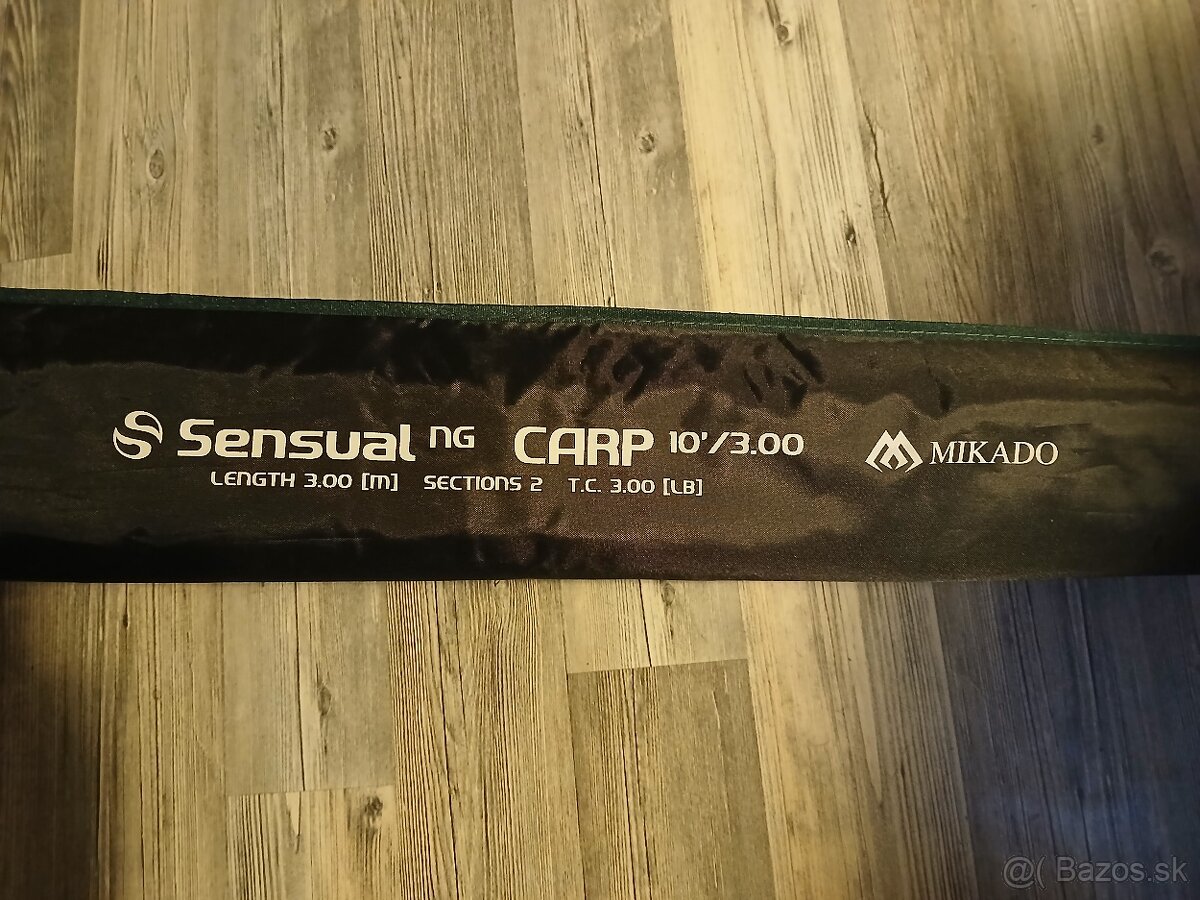 Sensual NG CARP 10'/3.00 MIKADO
LENGTH 3.00 [m] SECTIONS 2 T.C. 3.00 [LB]
@( Bazos.sk